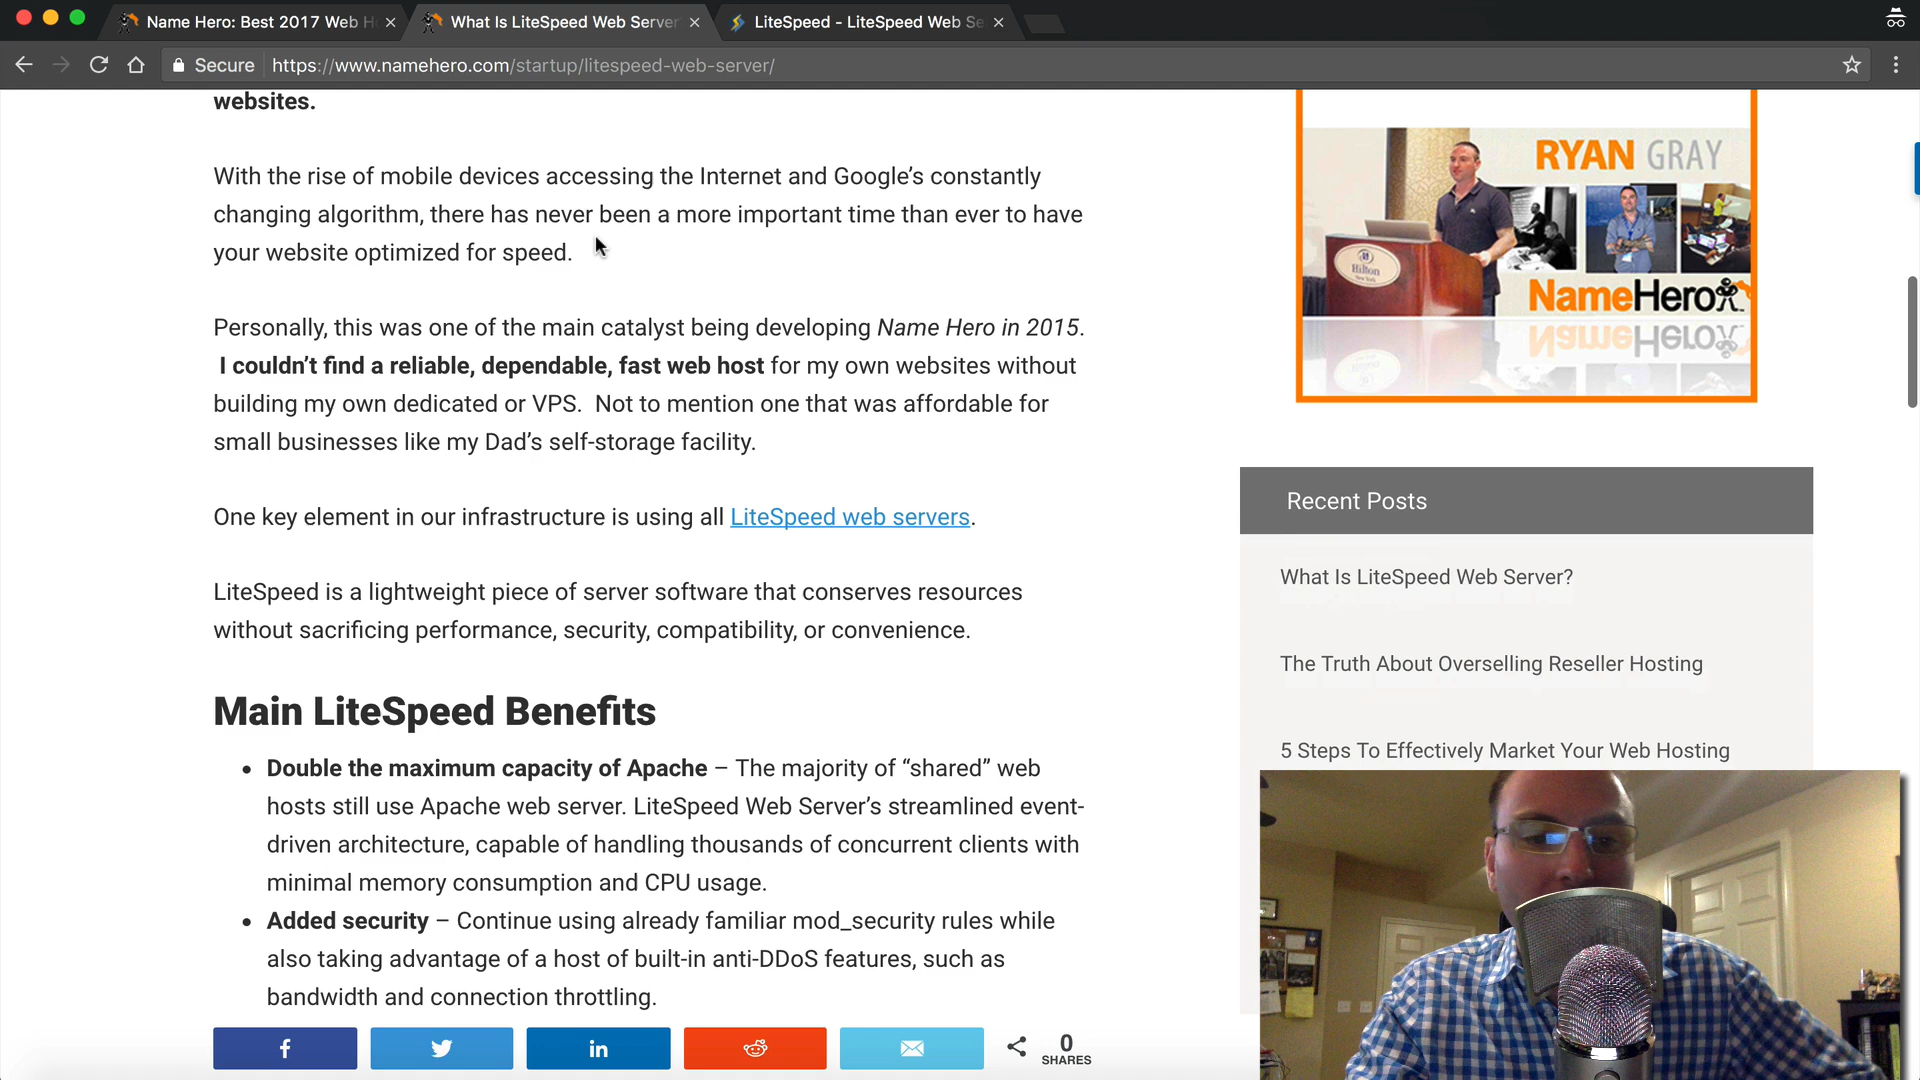 Name Hero: Best 2017 Web H
What Is LiteSpeed Web Server
LiteSpeed - LiteSpeed Web Se
Secure
https://www.namehero.com/startup/litespeed-web-server/
websites.
With the rise of mobile devices accessing the Internet and Google’s constantly
changing algorithm, there has never been a more important time than ever to have
your website optimized for speed.
Personally, this was one of the main catalyst being developing Name Hero in 2015.
I couldn’t find a reliable, dependable, fast web host for my own websites without
building my own dedicated or VPS. Not to mention one that was affordable for
small businesses like my Dad’s self-storage facility.
One key element in our infrastructure is using all LiteSpeed web servers.
LiteSpeed is a lightweight piece of server software that conserves resources
without sacrificing performance, security, compatibility, or convenience.
Main LiteSpeed Benefits
• Double the maximum capacity of Apache – The majority of “shared” web
hosts still use Apache web server. LiteSpeed Web Server’s streamlined event-
driven architecture, capable of handling thousands of concurrent clients with
minimal memory consumption and CPU usage.
• Added security – Continue using already familiar mod_security rules while
also taking advantage of a host of built-in anti-DDoS features, such as
bandwidth and connection throttling.
0
SHARES
RYAN GRAY
Hilton
NameHero
Recent Posts
What Is LiteSpeed Web Server?
The Truth About Overselling Reseller Hosting
5 Steps To Effectively Market Your Web Hosting